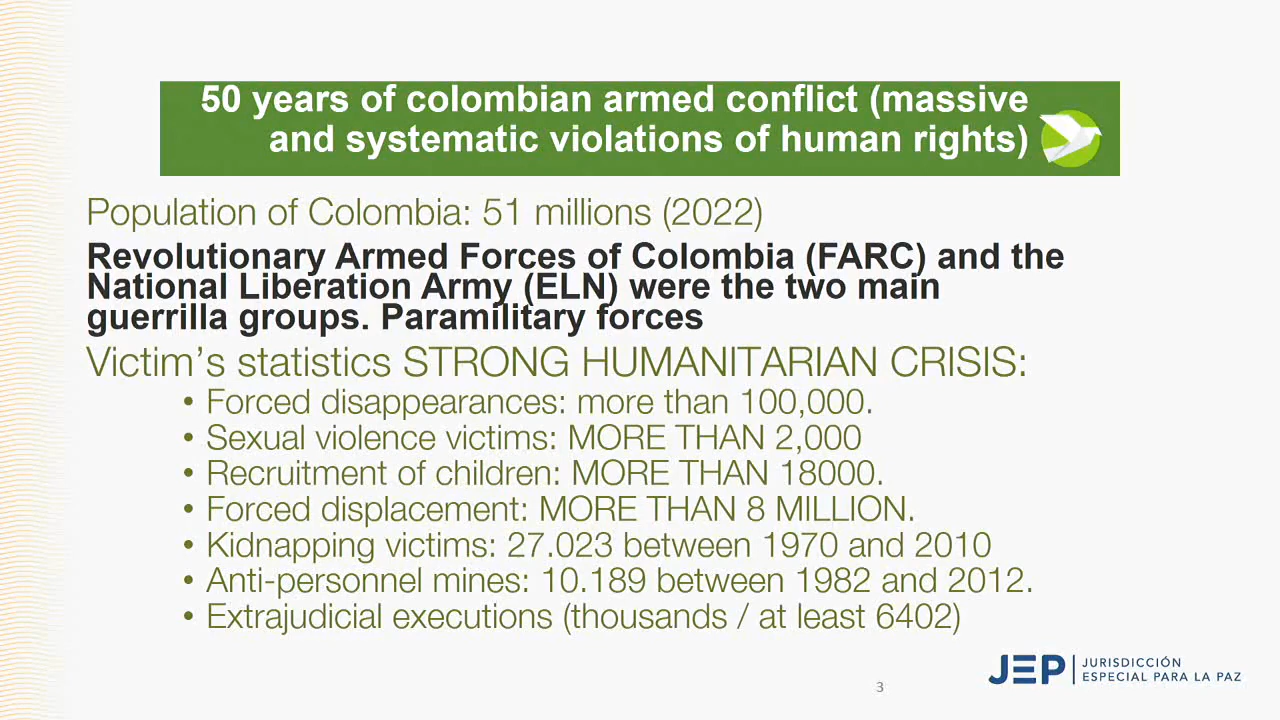 50 years of colombian armed conflict (massive
and systematic violations of human rights)
Population of Colombia: 51 millions (2022)
Revolutionary Armed Forces of Colombia (FARC) and the
National Liberation Army (ELN) were the two main
guerrilla groups. Paramilitary forces
Victim’s statistics STRONG HUMANITARIAN CRISIS:
• Forced disappearances: more than 100,000.
• Sexual violence victims: MORE THAN 2,000
• Recruitment of children: MORE THAN 18000.
• Forced displacement: MORE THAN 8 MILLION.
• Kidnapping victims: 27.023 between 1970 and 2010
• Anti-personnel mines: 10.189 between 1982 and 2012.
• Extrajudicial executions (thousands / at least 6402)
JEP | JURISDICCIÓN
ESPECIAL PARA LA PAZ
3